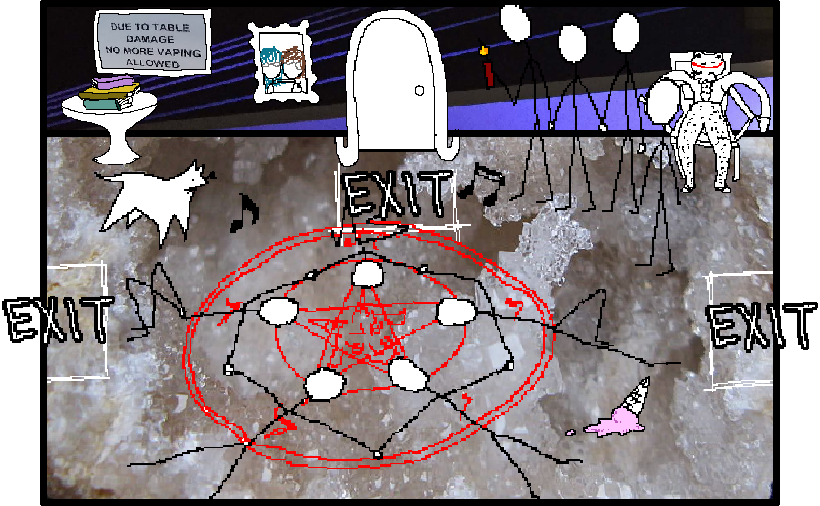 DUE TO TABLE
DAMAGE
NO MORE VAPING
ALLOWED
EXIT
EXIT
EXIT